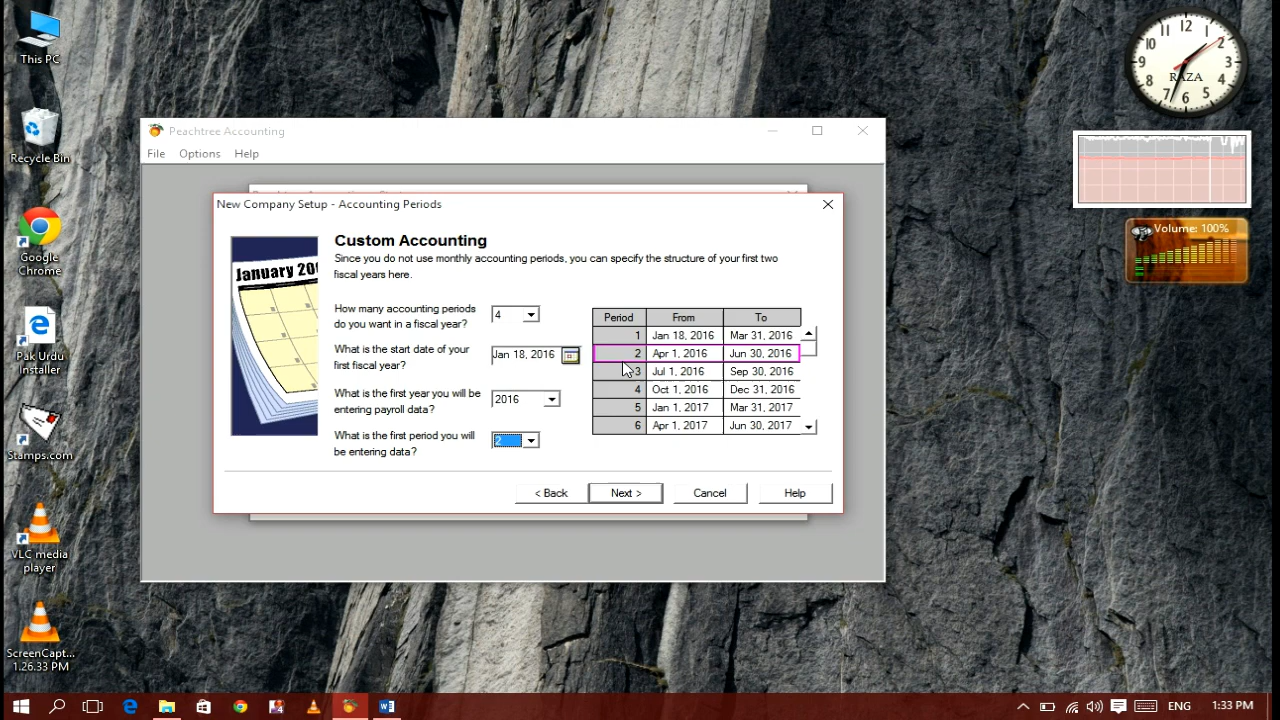 This PC
Recycle Bin
Google
Chrome
Pak Urdu
Installer
Stamps.com
VLC media
player
ScreenCapt...
1.26.33 PM
Peachtree Accounting
File Options Help
New Company Setup - Accounting Periods
January 20
Custom Accounting
Since you do not use monthly accounting periods, you can specify the structure of your first two
fiscal years here.
How many accounting periods
do you want in a fiscal year?
4
What is the start date of your
first fiscal year?
Jan 18, 2016
What is the first year you will be
entering payroll data?
2016
What is the first period you will
be entering data?
2
Period From To
1 Jan 18, 2016 Mar 31, 2016
2 Apr 1, 2016 Jun 30, 2016
3 Jul 1, 2016 Sep 30, 2016
4 Oct 1, 2016 Dec 31, 2016
5 Jan 1, 2017 Mar 31, 2017
6 Apr 1, 2017 Jun 30, 2017
< Back Next > Cancel Help
12
1
2
3
4
5
6
7
8
9
10
11
RAZA
Volume: 100%
ENG 1:33 PM